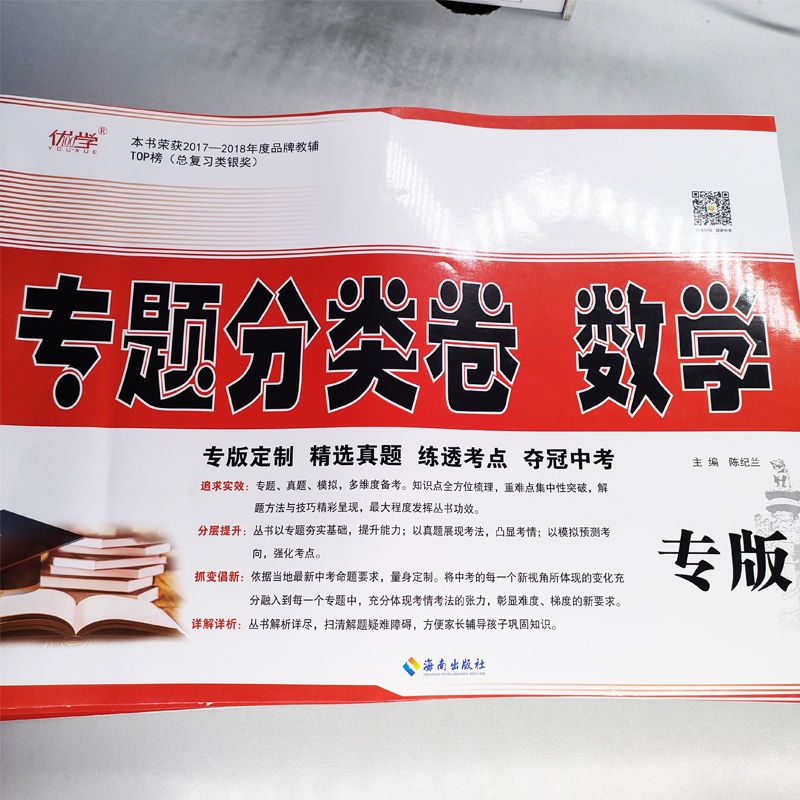 优学®
YOU·XUE
本书荣获2017—2018年度品牌教辅
TOP榜（总复习类银奖）
专题分类卷 数学
专版定制 精选真题 练透考点 夺冠中考
主 编 陈纪兰
追求实效：专题、真题、模拟，多维度备考。知识点全方位梳理，重难点集中性突破，解
题方法与技巧精彩呈现，最大程度发挥丛书功效。
分层提升：丛书以专题夯实基础，提升能力；以真题展现考法，凸显考情；以模拟预测考
向，强化考点。
专版
抓变倡新：依据当地最新中考命题要求，量身定制。将中考的每一个新视角所体现的变化充
分融入到每一个专题中，充分体现考情考法的张力，彰显难度、梯度的新要求。
详解详析：丛书解析详尽，扫清解题疑难障碍，方便家长辅导孩子巩固知识。
海南出版社
HAINAN PUBLISHING HOUSE